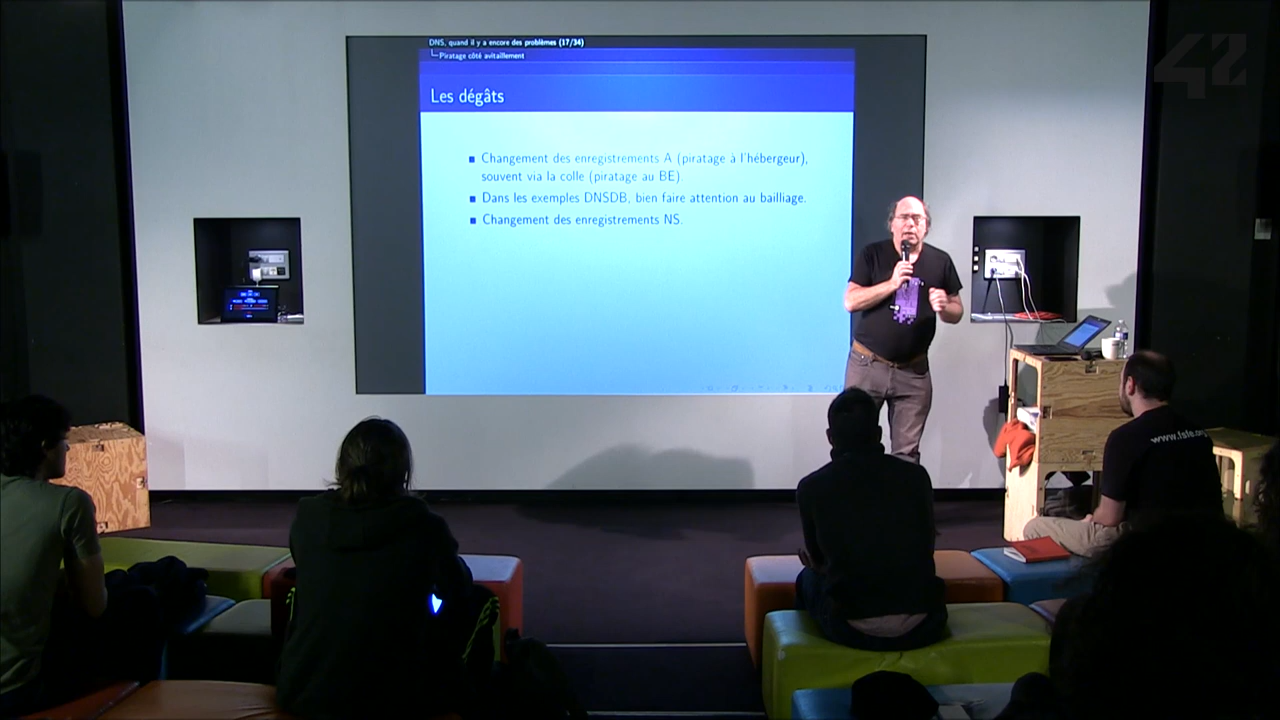 DNS, quand il y a encore des problèmes (17/34)
Piratage côté avitaillement
Les dégâts
Changement des enregistrements A (piratage à l'hébergeur),
souvent via la colle (piratage au BE).
Dans les exemples DNSDB, bien faire attention au bailliage.
Changement des enregistrements NS.
42
www.fsfe.org